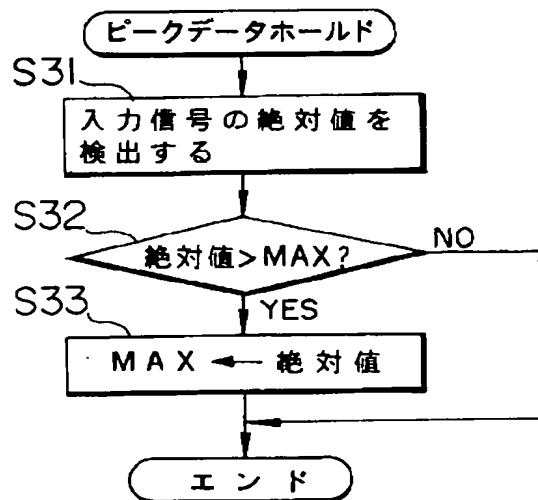 ピークデータホールド
S31
入力信号の絶対値を
検出する
S32
絶対値>MAX?
NO
YES
S33
MAX ← 絶対値
エンド